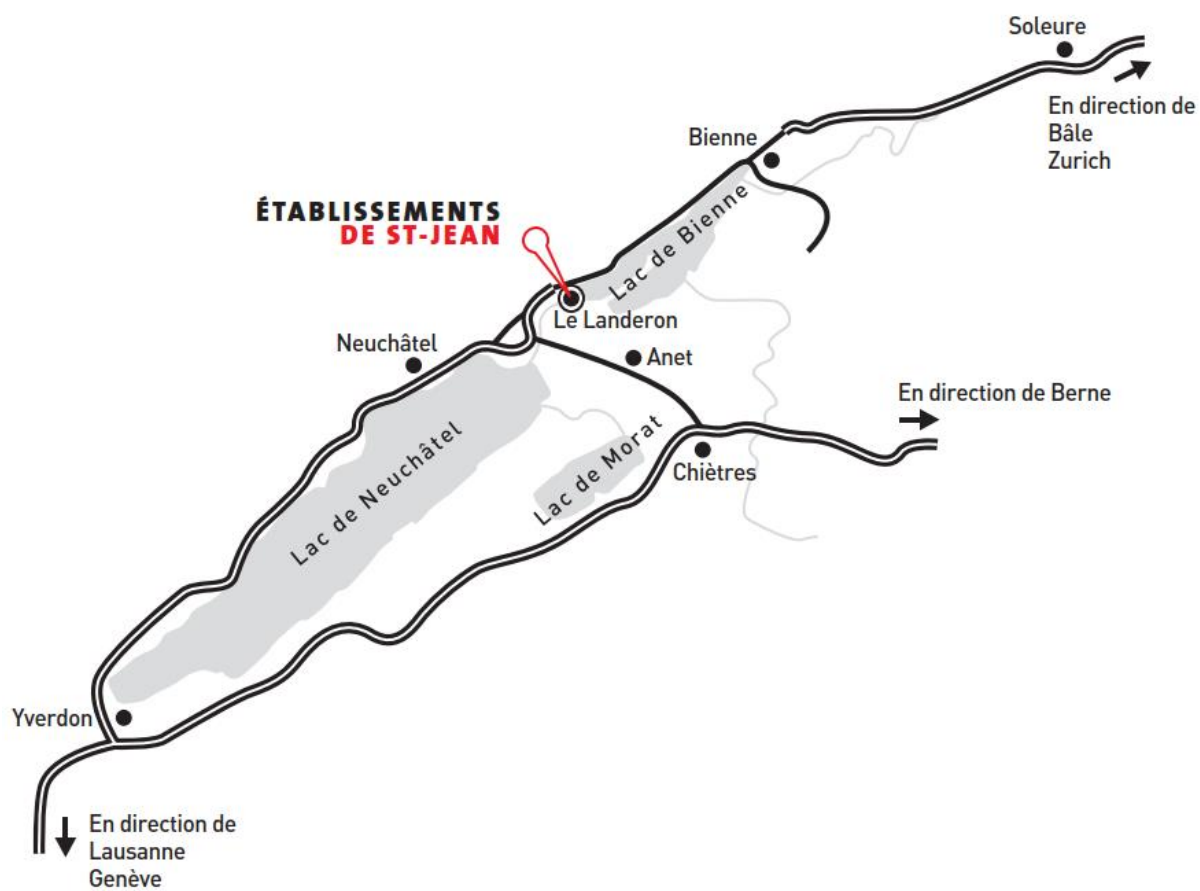 Soleure
En direction de
Bâle
Zurich
Bienne
ÉTABLISSEMENTS
DE ST-JEAN
Lac de Bienne
Le Landeron
Neuchâtel
Anet
En direction de Berne
Lac de Neuchâtel
Lac de Morat
Chiètres
Yverdon
En direction de
Lausanne
Genève